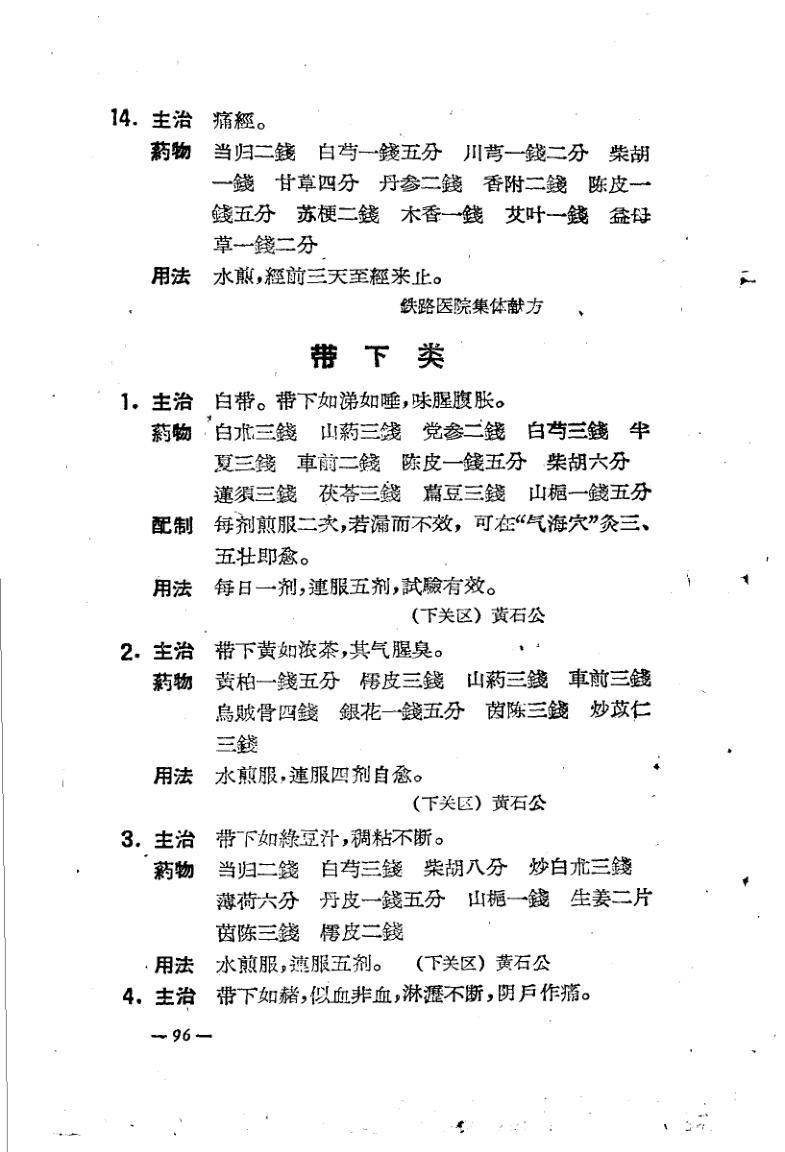 14. 主治 痛經。
葯物 当归二錢 白芍一錢五分 川芎一錢二分 柴胡
一錢 甘草四分 丹参二錢 香附二錢 陈皮一
錢五分 苏梗二錢 木香一錢 艾叶一錢 益母
草一錢二分
用法 水煎，經前三天至經来止。
鉄路医院集体献方
带下类
1. 主治 白带。带下如涕如唾，味腥腹胀。
葯物 白朮三錢 山葯三錢 党参二錢 白芍三錢 半
夏三錢 車前二錢 陈皮一錢五分 柴胡六分
蓮須三錢 茯苓三錢 萹豆三錢 山梔一錢五分
配制 每剂煎服二次，若漏而不效，可在“气海穴”灸三、
五壮即愈。
用法 每日一剂，連服五剂，試驗有效。
（下关区）黄石公
2. 主治 带下黄如浓茶，其气腥臭。
葯物 黄柏一錢五分 樗皮三錢 山葯三錢 車前三錢
烏賊骨四錢 銀花一錢五分 茵陈三錢 炒苡仁
三錢
用法 水煎服，連服四剂自愈。
（下关区）黄石公
3. 主治 带下如綠豆汁，稠粘不断。
葯物 当归二錢 白芍三錢 柴胡八分 炒白朮三錢
薄荷六分 丹皮一錢五分 山梔一錢 生姜二片
茵陈三錢 樗皮二錢
用法 水煎服，連服五剂。 （下关区）黄石公
4. 主治 带下如赭，似血非血，淋瀝不断，阴戶作痛。
— 96 —